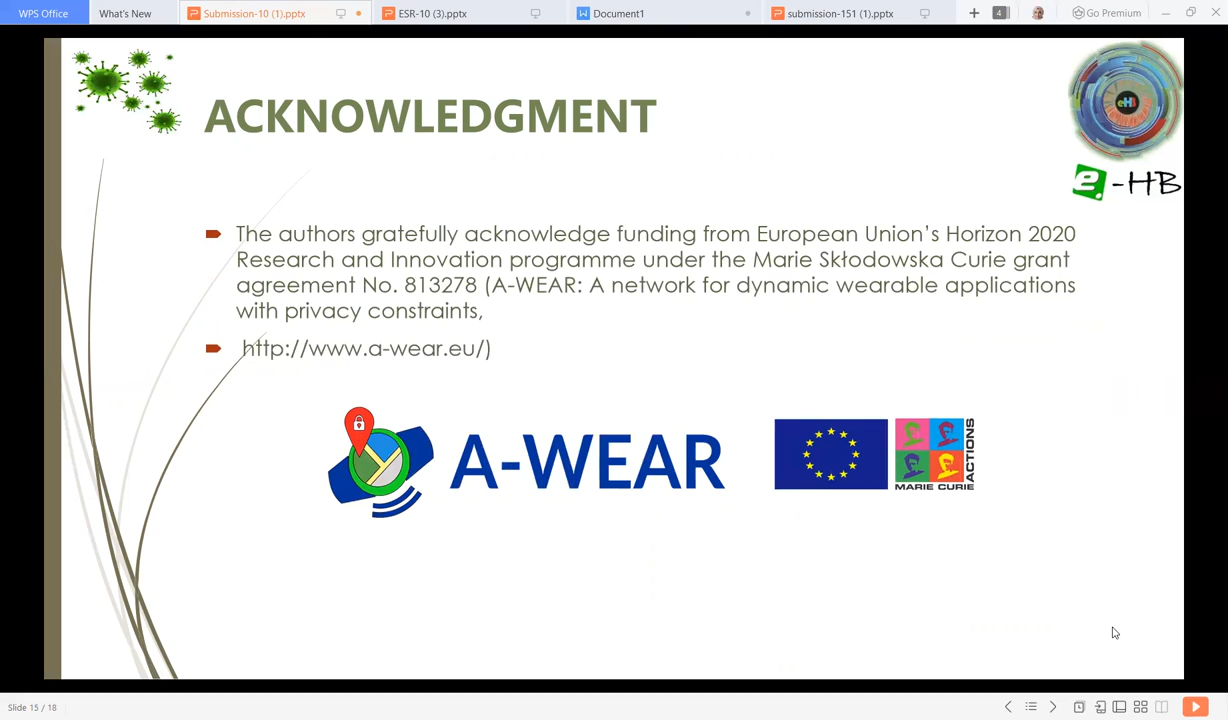 WPS Office
What's New
Submission-10 (1).pptx
ESR-10 (3).pptx
Document1
submission-151 (1).pptx
4
Go Premium
ACKNOWLEDGMENT
eHB
e-HB
The authors gratefully acknowledge funding from European Union’s Horizon 2020
Research and Innovation programme under the Marie Skłodowska Curie grant
agreement No. 813278 (A-WEAR: A network for dynamic wearable applications
with privacy constraints,
http://www.a-wear.eu/)
A-WEAR
MARIE CURIE
ACTIONS
Slide 15 / 18